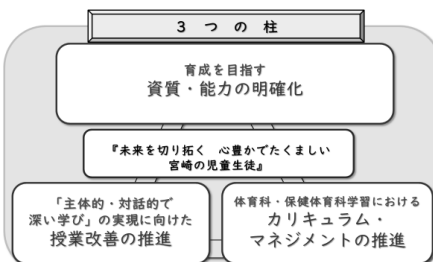 3つの柱
育成を目指す
資質・能力の明確化
『未来を切り拓く 心豊かでたくましい
宮崎の児童生徒』
「主体的・対話的で
深い学び」の実現に向けた
授業改善の推進
体育科・保健体育科学習における
カリキュラム・
マネジメントの推進